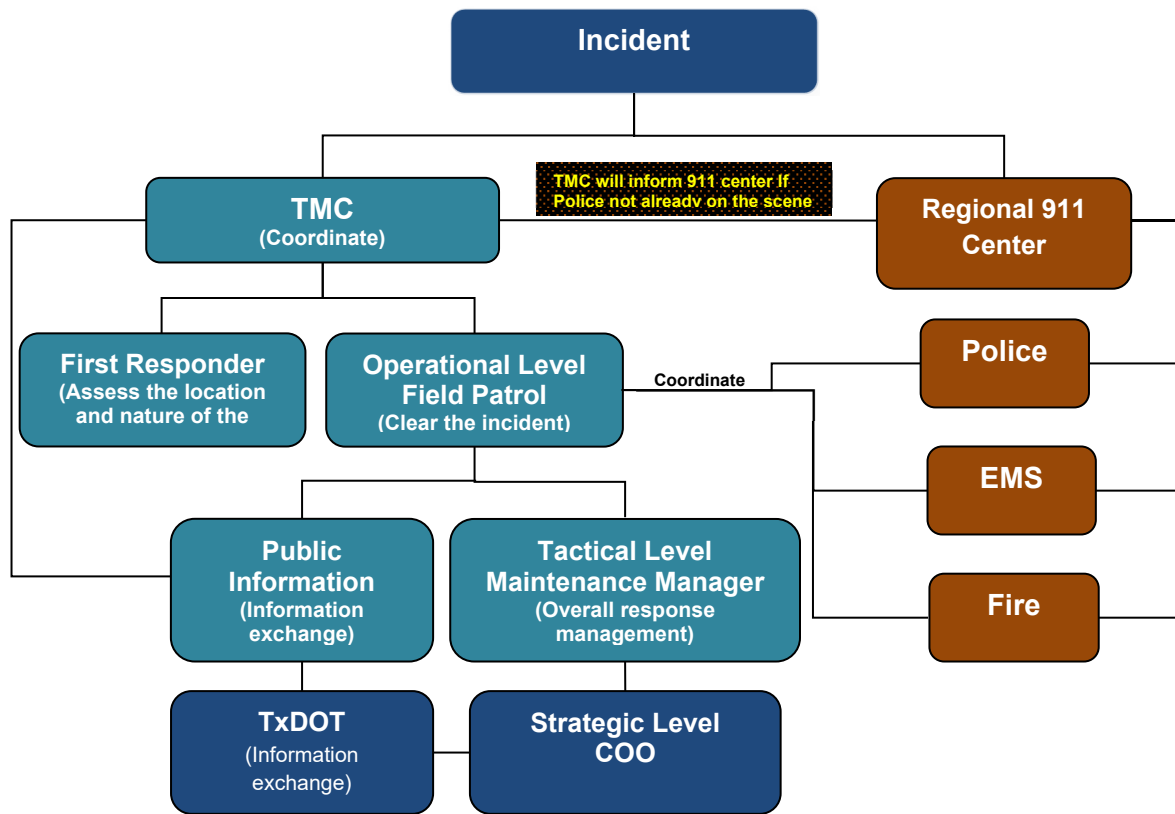 Incident
TMC will inform 911 center If
Police not already on the scene
TMC
(Coordinate)
Regional 911
Center
First Responder
(Assess the location
and nature of the
Operational Level
Field Patrol
(Clear the incident)
Coordinate
Police
EMS
Public
Information
(Information
exchange)
Tactical Level
Maintenance Manager
(Overall response
management)
Fire
TxDOT
(Information
exchange)
Strategic Level
COO